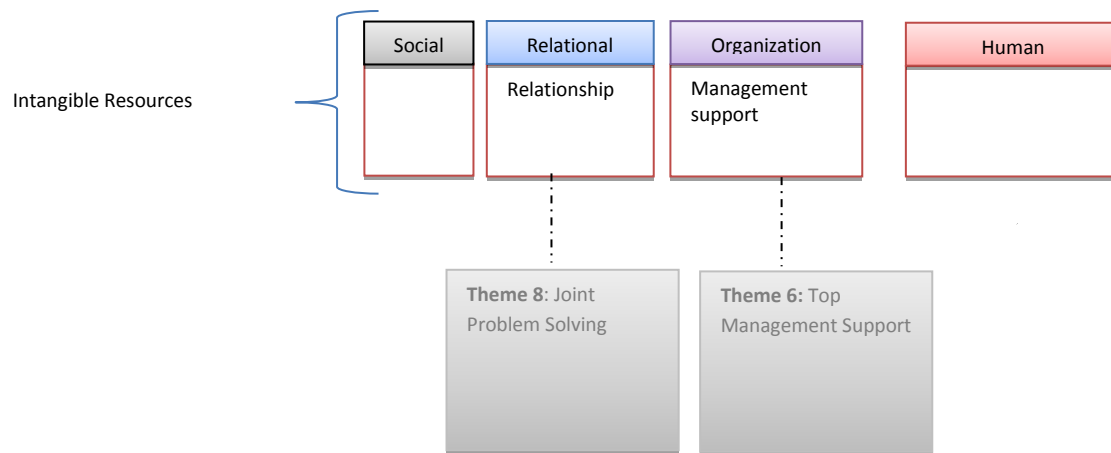 Social
Relational
Organization
Human
Intangible Resources
Relationship
Management
support
Theme 8: Joint
Problem Solving
Theme 6: Top
Management Support